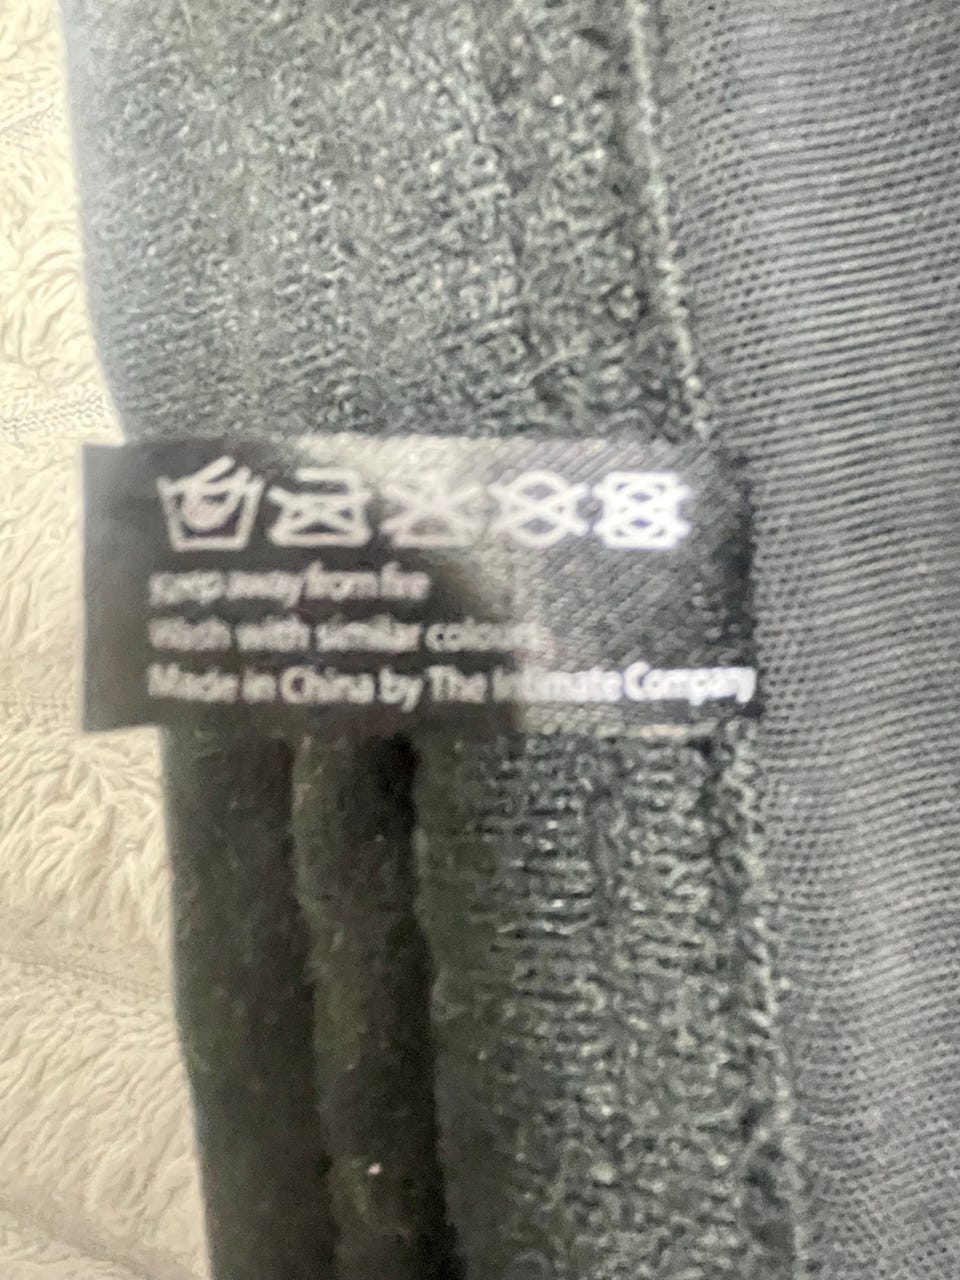 keep away from fire
Wash with similar colours
Made in China by The Intimate Company